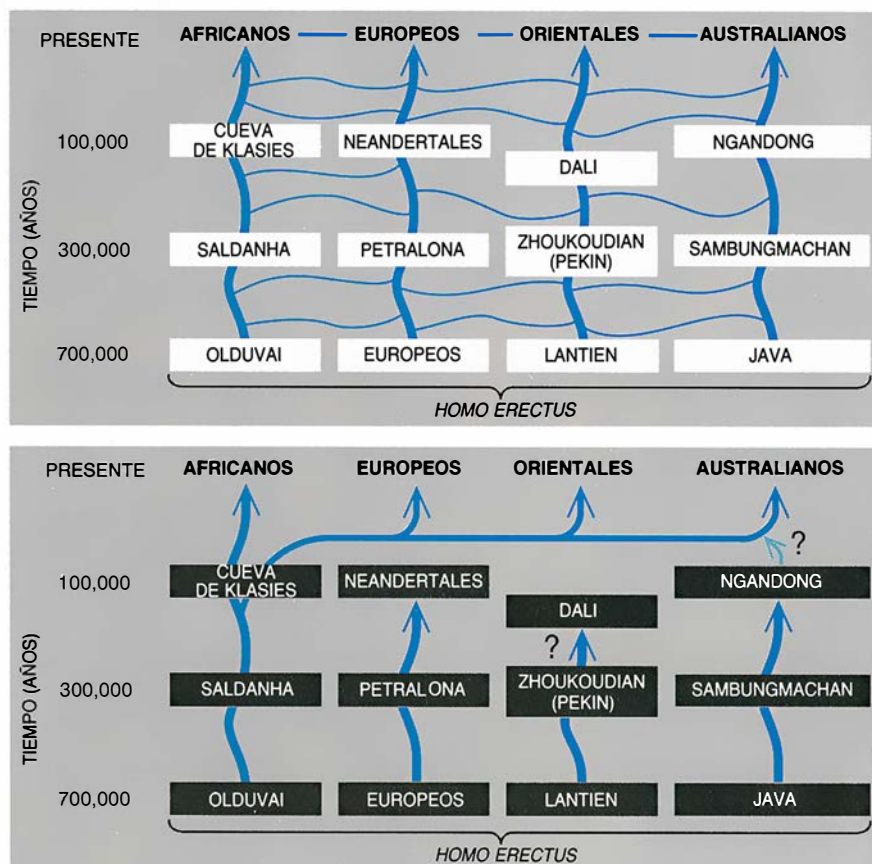 PRESENTE AFRICANOS EUROPEOS ORIENTALES AUSTRALIANOS
TIEMPO (AÑOS)
100,000 CUEVA DE KLASIES NEANDERTALES DALI NGANDONG
300,000 SALDANHA PETRALONA ZHOUKOUDIAN (PEKIN) SAMBUNGMACHAN
700,000 OLDUVAI EUROPEOS LANTIEN JAVA
HOMO ERECTUS
PRESENTE AFRICANOS EUROPEOS ORIENTALES AUSTRALIANOS
TIEMPO (AÑOS)
?
100,000 CUEVA DE KLASIES NEANDERTALES DALI NGANDONG
?
300,000 SALDANHA PETRALONA ZHOUKOUDIAN (PEKIN) SAMBUNGMACHAN
700,000 OLDUVAI EUROPEOS LANTIEN JAVA
HOMO ERECTUS